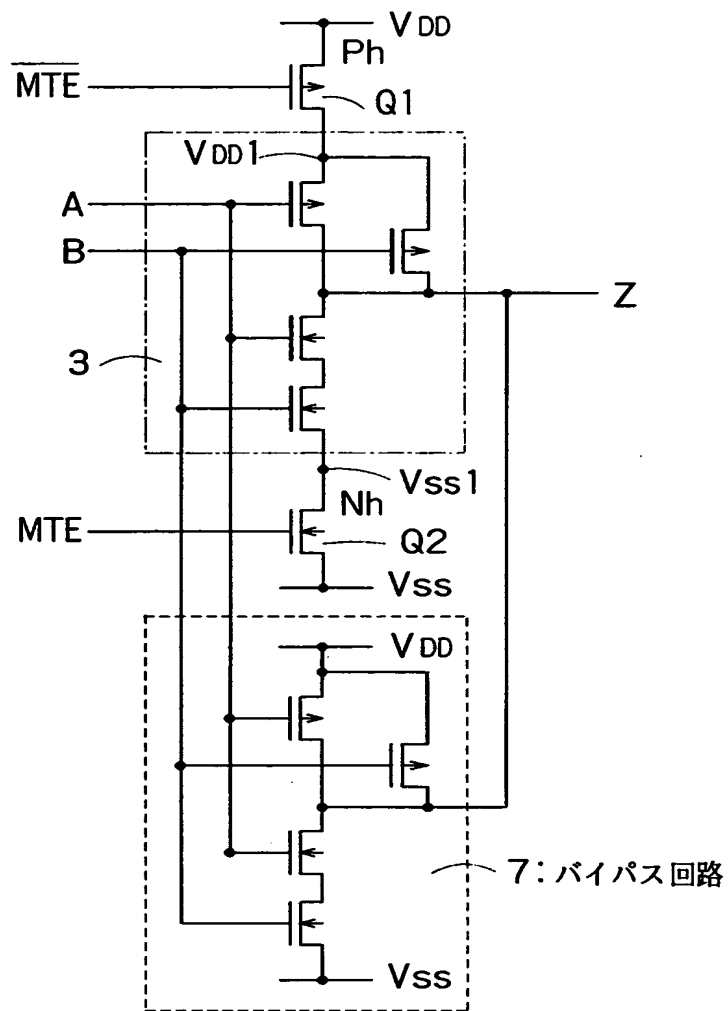 VDD
Ph
M̅T̅E̅
Q1
VDD1
A
B
Z
3
Vss1
Nh
MTE
Q2
Vss
VDD
7：バイパス回路
Vss